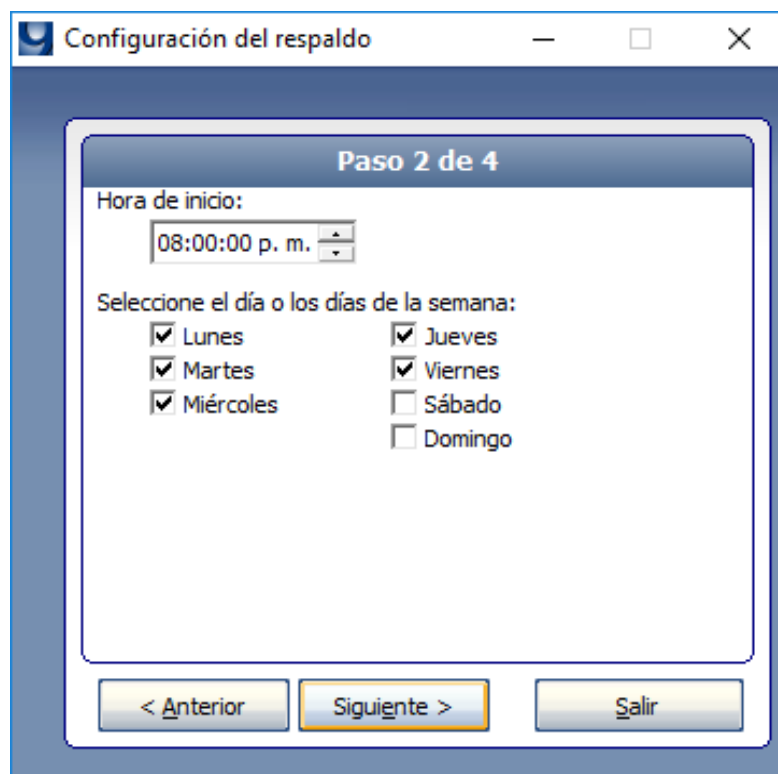 Configuración del respaldo
Paso 2 de 4
Hora de inicio:
08:00:00 p. m.
Seleccione el día o los días de la semana:
Lunes
Jueves
Martes
Viernes
Miércoles
Sábado
Domingo
< Anterior
Siguiente >
Salir